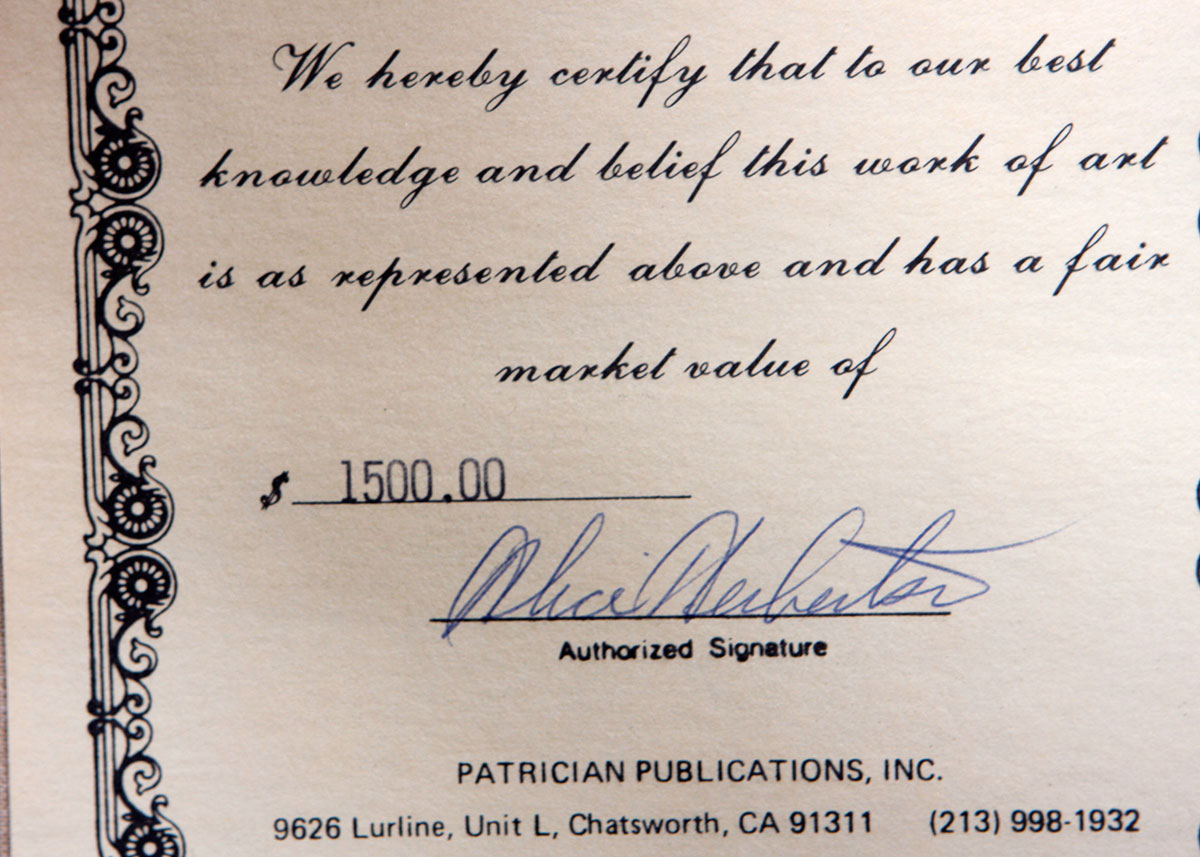 We hereby certify that to our best
knowledge and belief this work of art
is as represented above and has a fair
market value of
$ 1500.00
Authorized Signature
PATRICIAN PUBLICATIONS, INC.
9626 Lurline, Unit L, Chatsworth, CA 91311 (213) 998-1932